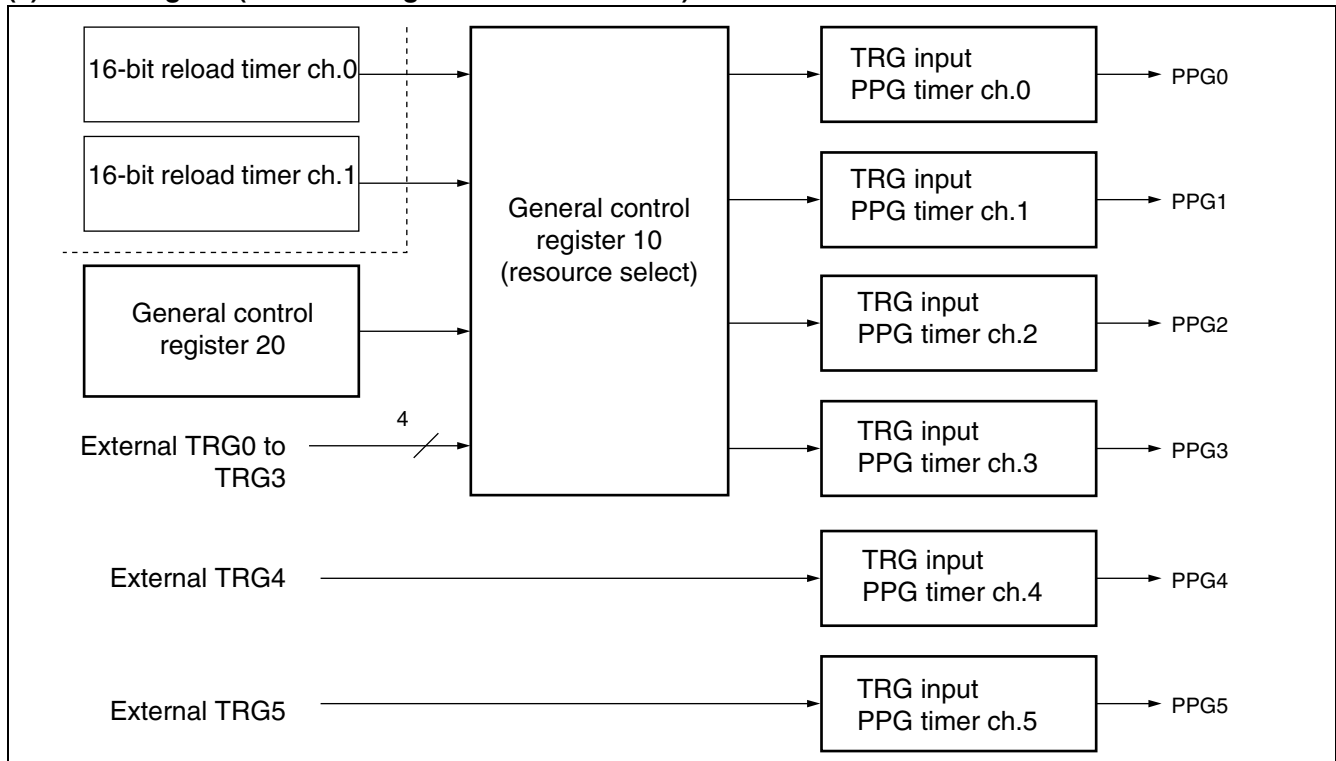 16-bit reload timer ch.0
16-bit reload timer ch.1
General control
register 20
External TRG0 to
TRG3
4
External TRG4
External TRG5
General control
register 10
(resource select)
TRG input
PPG timer ch.0
PPG0
TRG input
PPG timer ch.1
PPG1
TRG input
PPG timer ch.2
PPG2
TRG input
PPG timer ch.3
PPG3
TRG input
PPG timer ch.4
PPG4
TRG input
PPG timer ch.5
PPG5